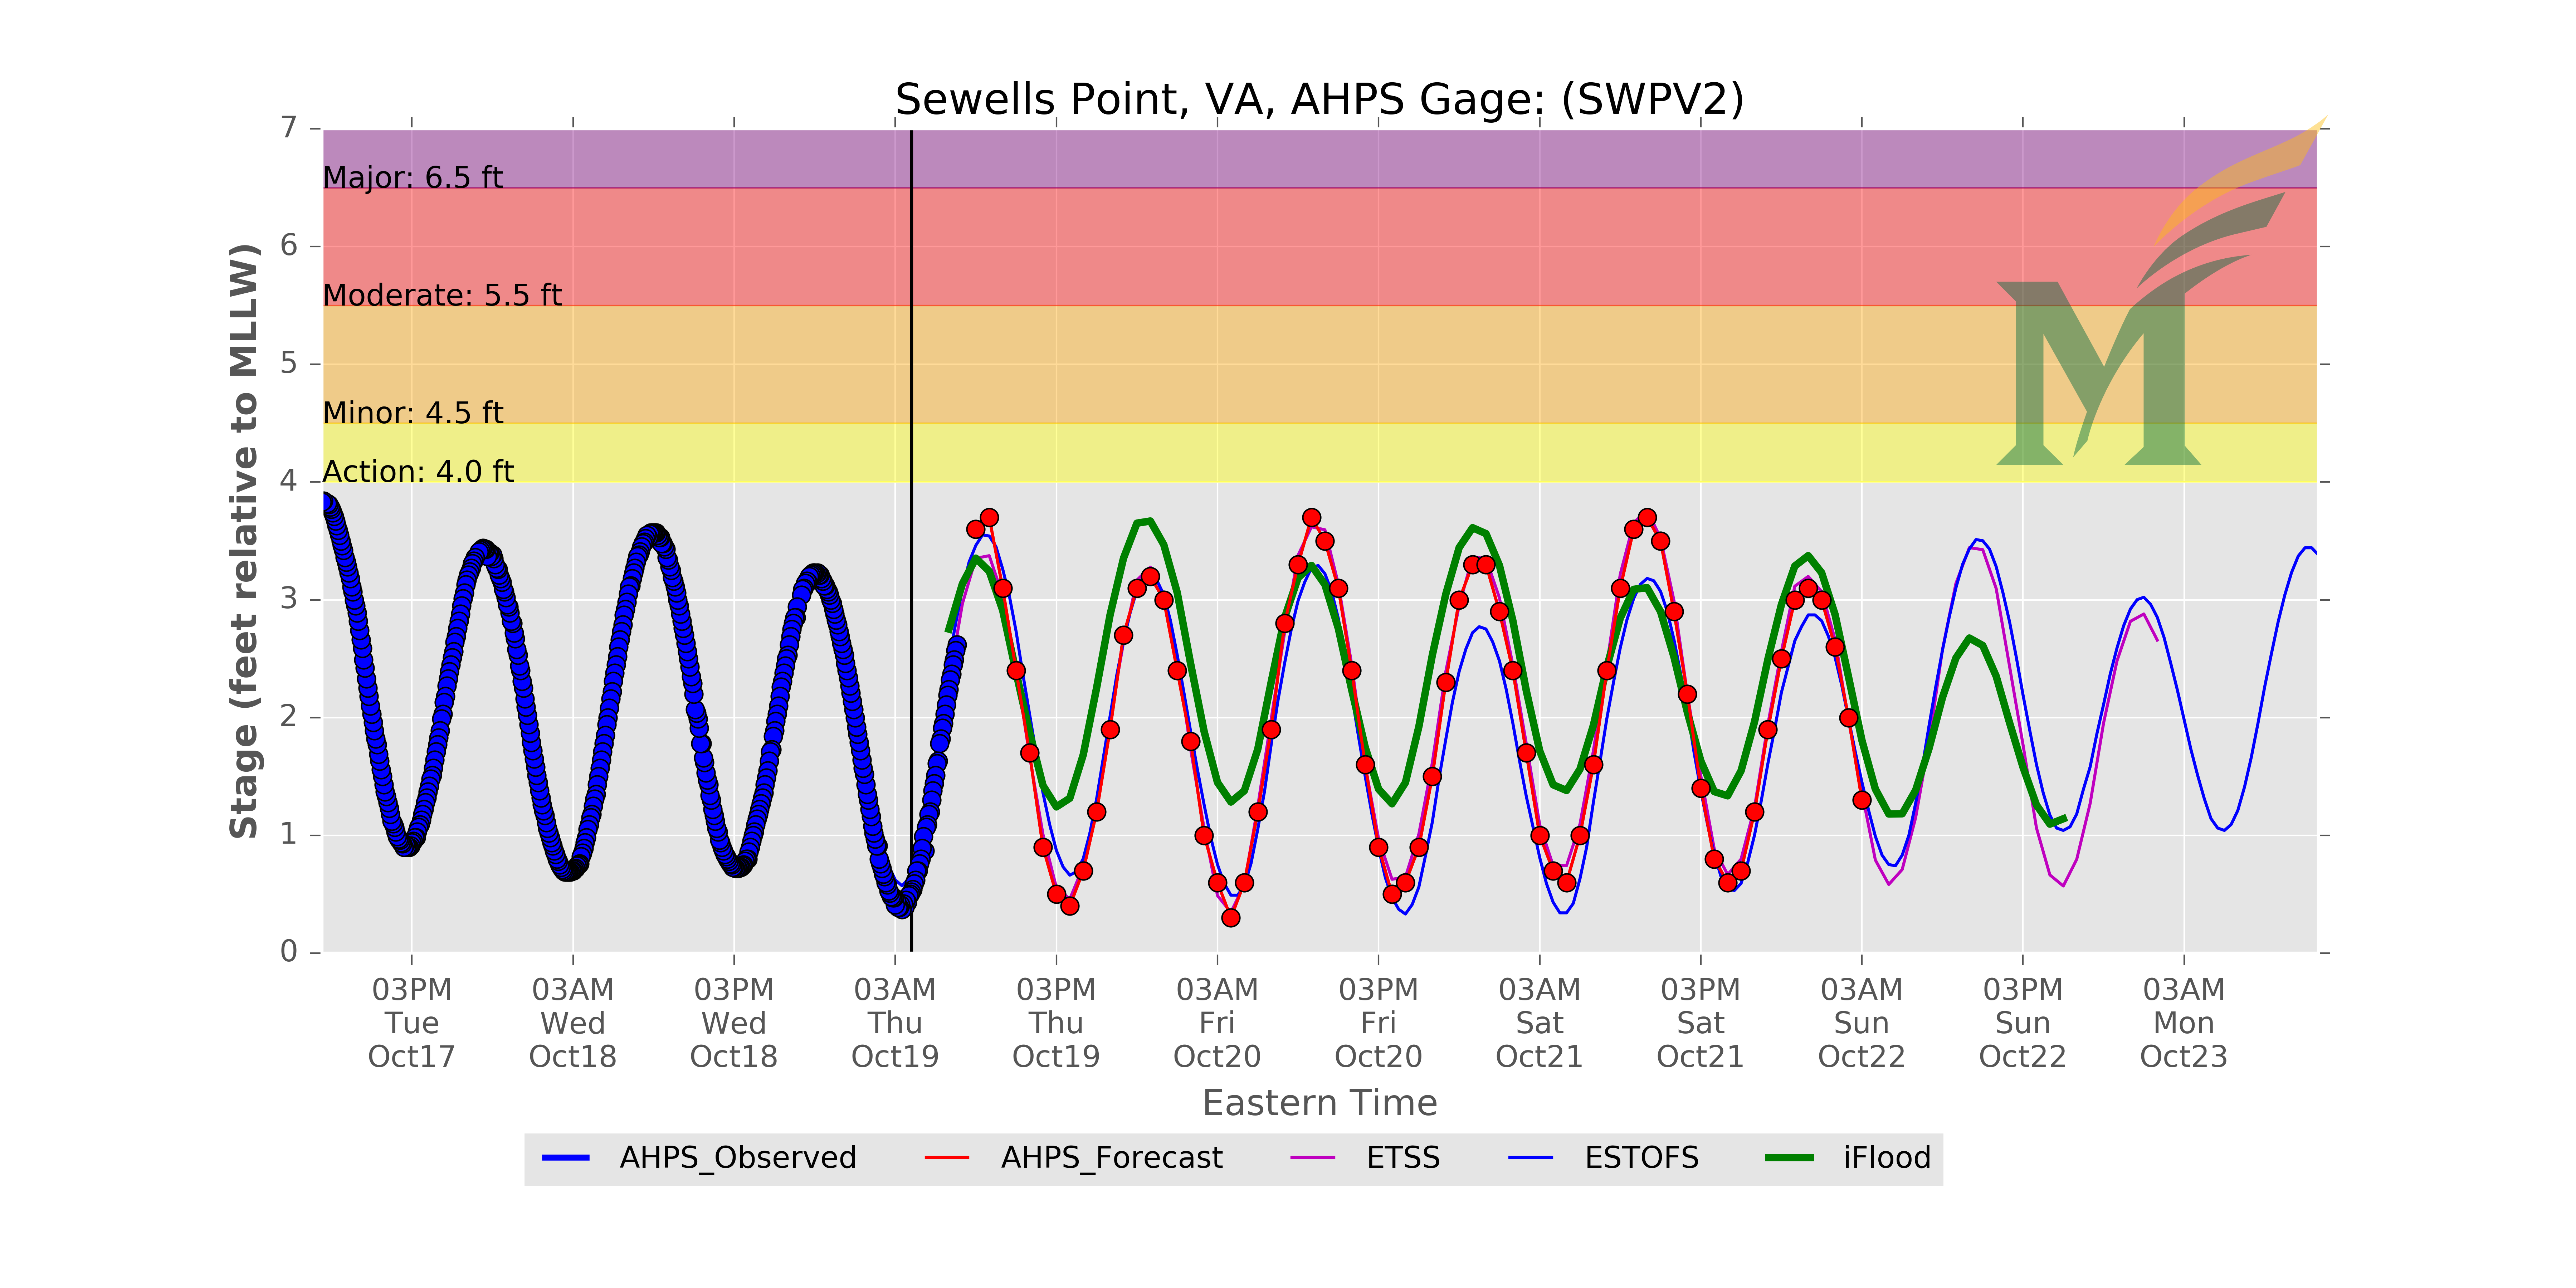 Sewells Point, VA, AHPS Gage: (SWPV2)
7
Major: 6.5 ft
6
Moderate: 5.5 ft
5
Minor: 4.5 ft
Action: 4.0 ft
4
3
2
1
0
Stage (feet relative to MLLW)
M
03PM 03AM 03PM 03AM 03PM 03AM 03PM 03AM 03PM 03AM 03PM 03AM
Tue Wed Wed Thu Thu Fri Fri Sat Sat Sun Sun Mon
Oct17 Oct18 Oct18 Oct19 Oct19 Oct20 Oct20 Oct21 Oct21 Oct22 Oct22 Oct23
Eastern Time
AHPS_Observed AHPS_Forecast ETSS ESTOFS iFlood